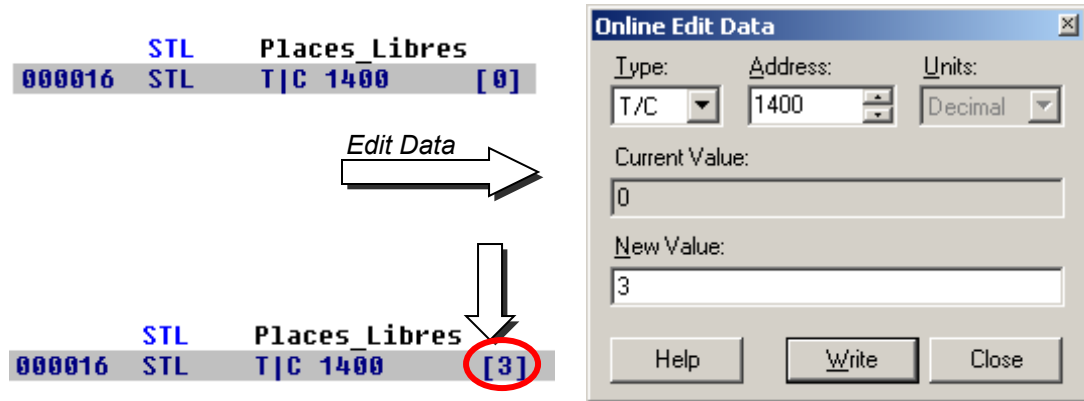 STL Places_Libres
000016 STL T|C 1400 [0]
Edit Data
STL Places_Libres
000016 STL T|C 1400 [3]
Online Edit Data
Type: Address: Units:
T/C 1400 Decimal
Current Value:
0
New Value:
3
Help Write Close